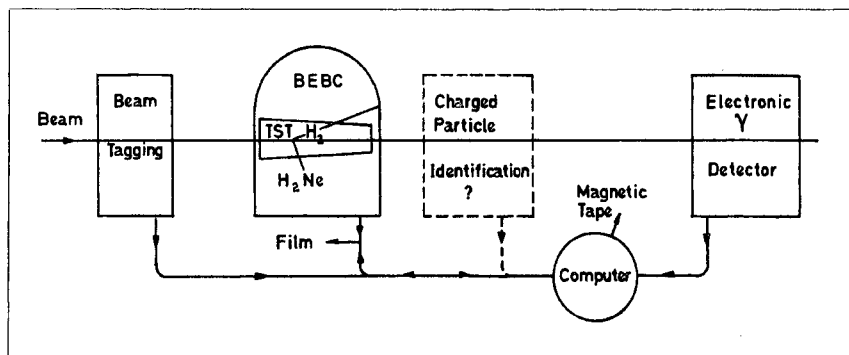 Beam
Beam
Tagging
BEBC
TST H₂
H₂ Ne
Film
Charged
Particle
Identification
?
Magnetic
Tape
Computer
Electronic
γ
Detector